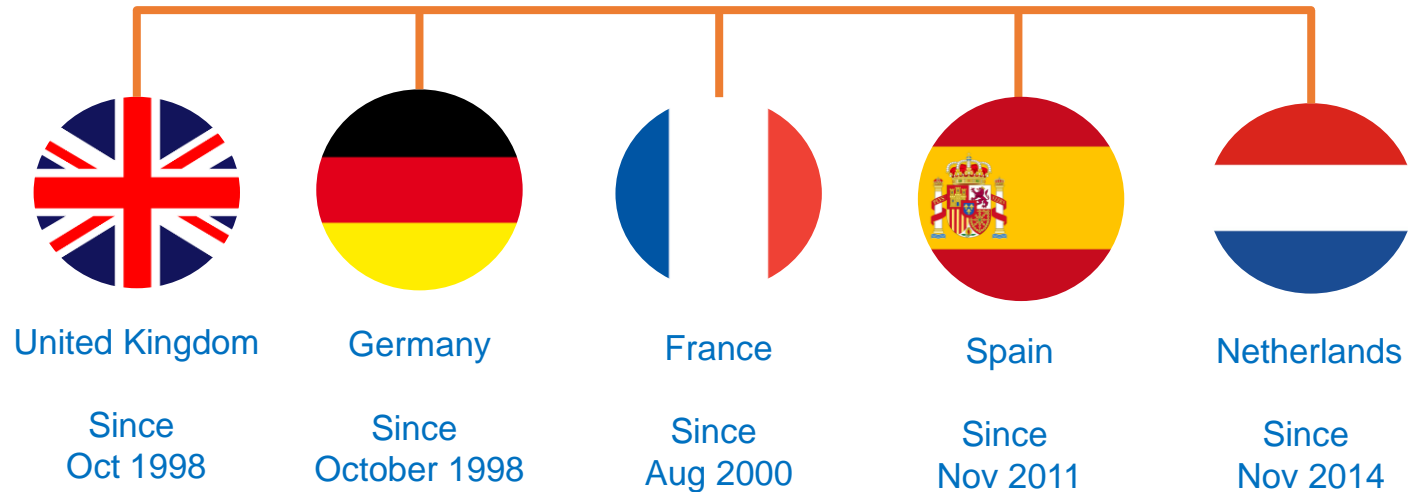 United Kingdom
Since
Oct 1998
Germany
Since
October 1998
France
Since
Aug 2000
Spain
Since
Nov 2011
Netherlands
Since
Nov 2014